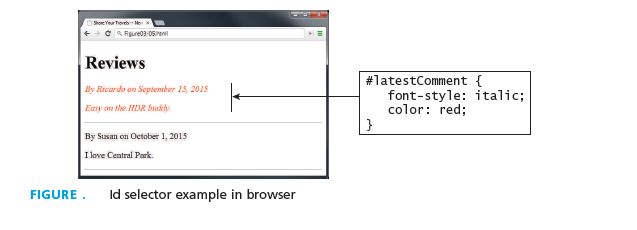 Share Your Travels -- New
Figure03-05.html
Reviews
By Ricardo on September 15, 2015
Easy on the HDR buddy.
By Susan on October 1, 2015
I love Central Park.
#latestComment {
font-style: italic;
color: red;
}
FIGURE . Id selector example in browser